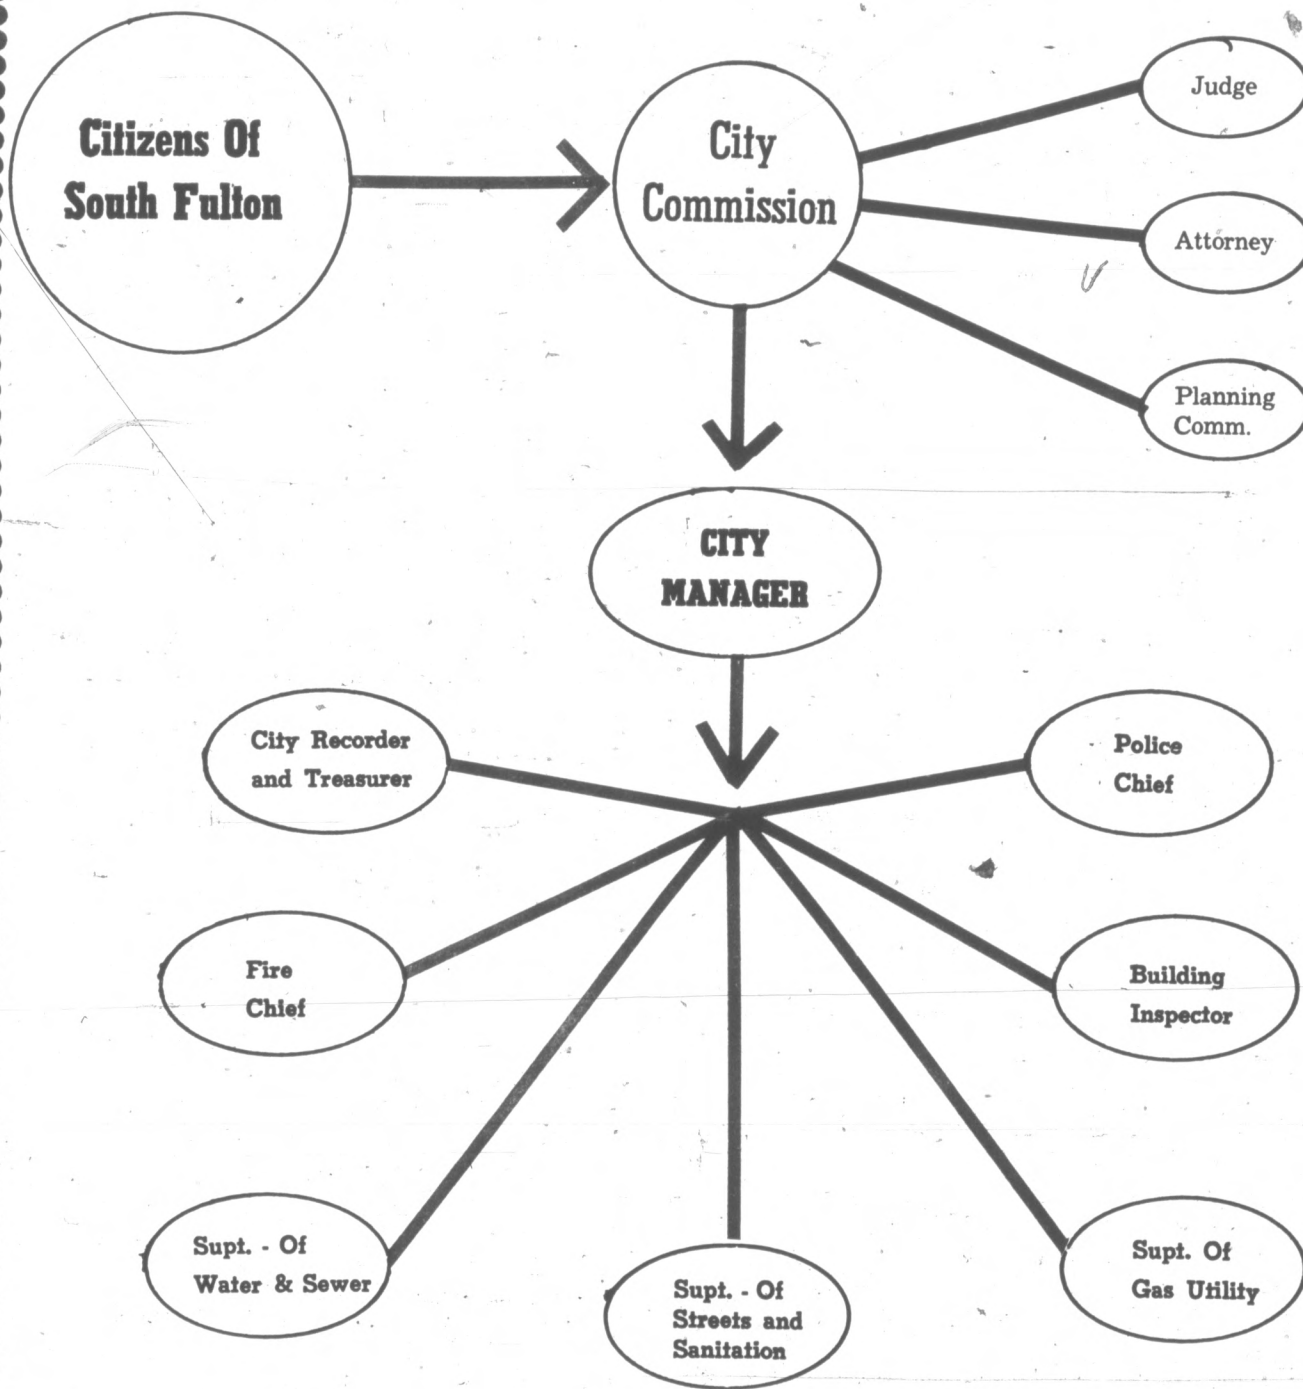 Citizens Of
South Fulton
City
Commission
Judge
Attorney
Planning
Comm.
CITY
MANAGER
City Recorder
and Treasurer
Police
Chief
Fire
Chief
Building
Inspector
Supt. - Of
Water & Sewer
Supt. - Of
Streets and
Sanitation
Supt. Of
Gas Utility